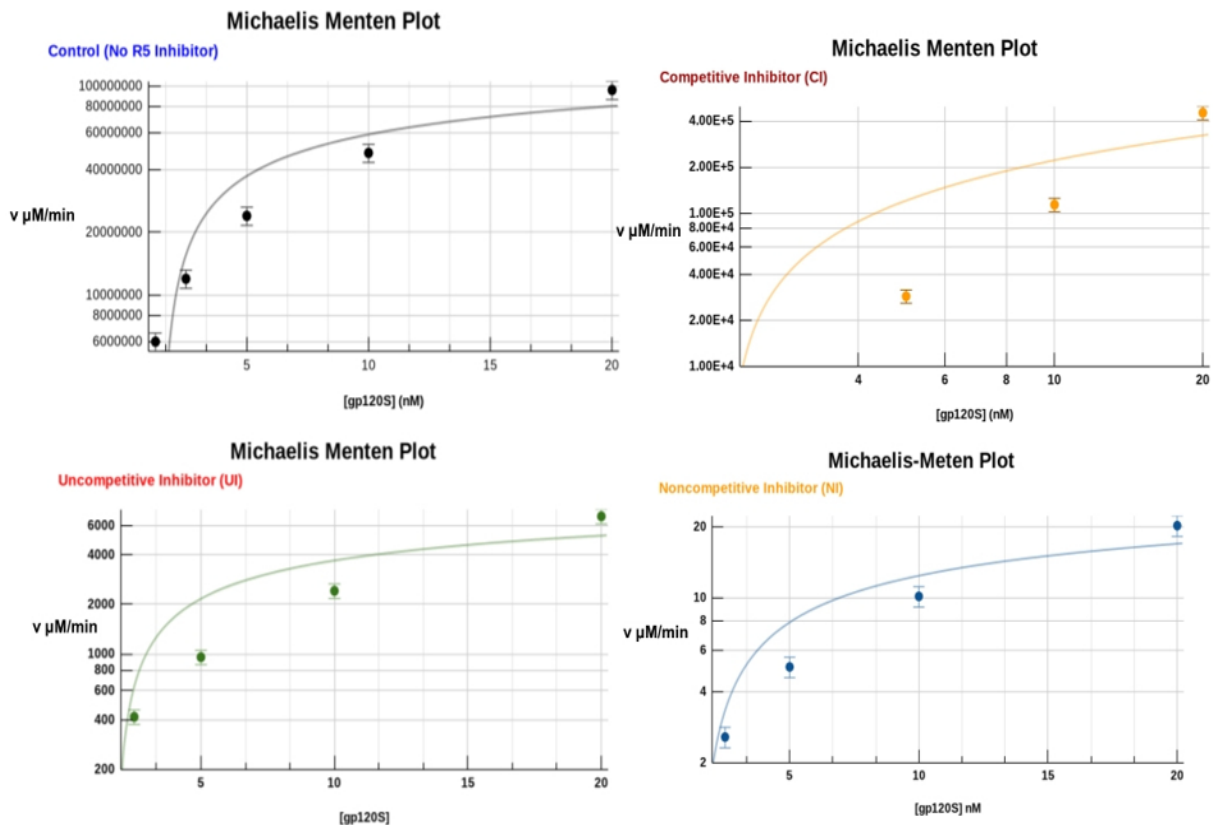 Michaelis Menten Plot
Control (No R5 Inhibitor)
100000000
80000000
60000000
40000000
v µM/min
20000000
10000000
8000000
6000000
5
10
15
20
[gp120S] (nM)
Michaelis Menten Plot
Competitive Inhibitor (CI)
4.00E+5
2.00E+5
1.00E+5
v µM/min
8.00E+4
6.00E+4
4.00E+4
2.00E+4
1.00E+4
4
6
8
10
20
[gp120S] (nM)
Michaelis Menten Plot
Uncompetitive Inhibitor (UI)
6000
4000
2000
v µM/min
1000
800
600
400
200
5
10
15
20
[gp120S]
Michaelis-Meten Plot
Noncompetitive Inhibitor (NI)
20
10
8
v µM/min
6
4
2
5
10
15
20
[gp120S] nM